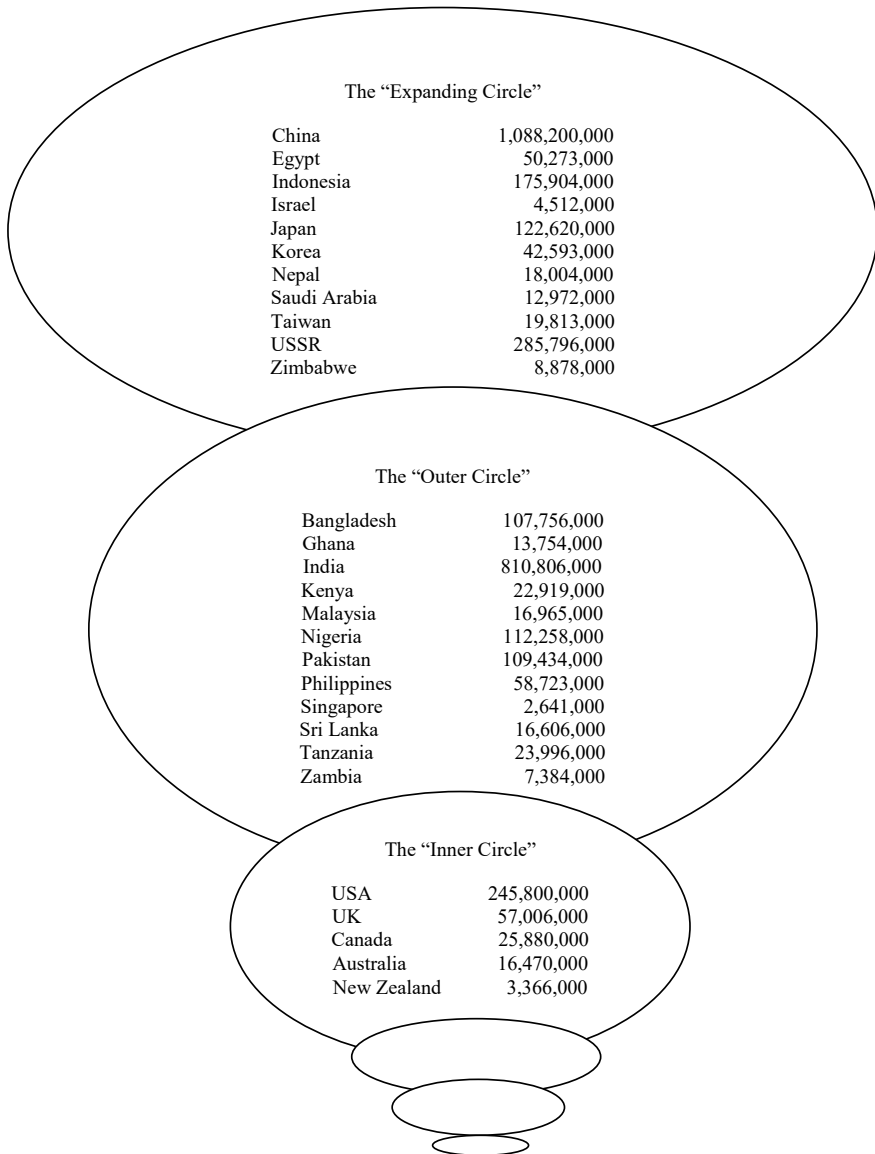 The “Expanding Circle”
China 1,088,200,000
Egypt 50,273,000
Indonesia 175,904,000
Israel 4,512,000
Japan 122,620,000
Korea 42,593,000
Nepal 18,004,000
Saudi Arabia 12,972,000
Taiwan 19,813,000
USSR 285,796,000
Zimbabwe 8,878,000
The “Outer Circle”
Bangladesh 107,756,000
Ghana 13,754,000
India 810,806,000
Kenya 22,919,000
Malaysia 16,965,000
Nigeria 112,258,000
Pakistan 109,434,000
Philippines 58,723,000
Singapore 2,641,000
Sri Lanka 16,606,000
Tanzania 23,996,000
Zambia 7,384,000
The “Inner Circle”
USA 245,800,000
UK 57,006,000
Canada 25,880,000
Australia 16,470,000
New Zealand 3,366,000